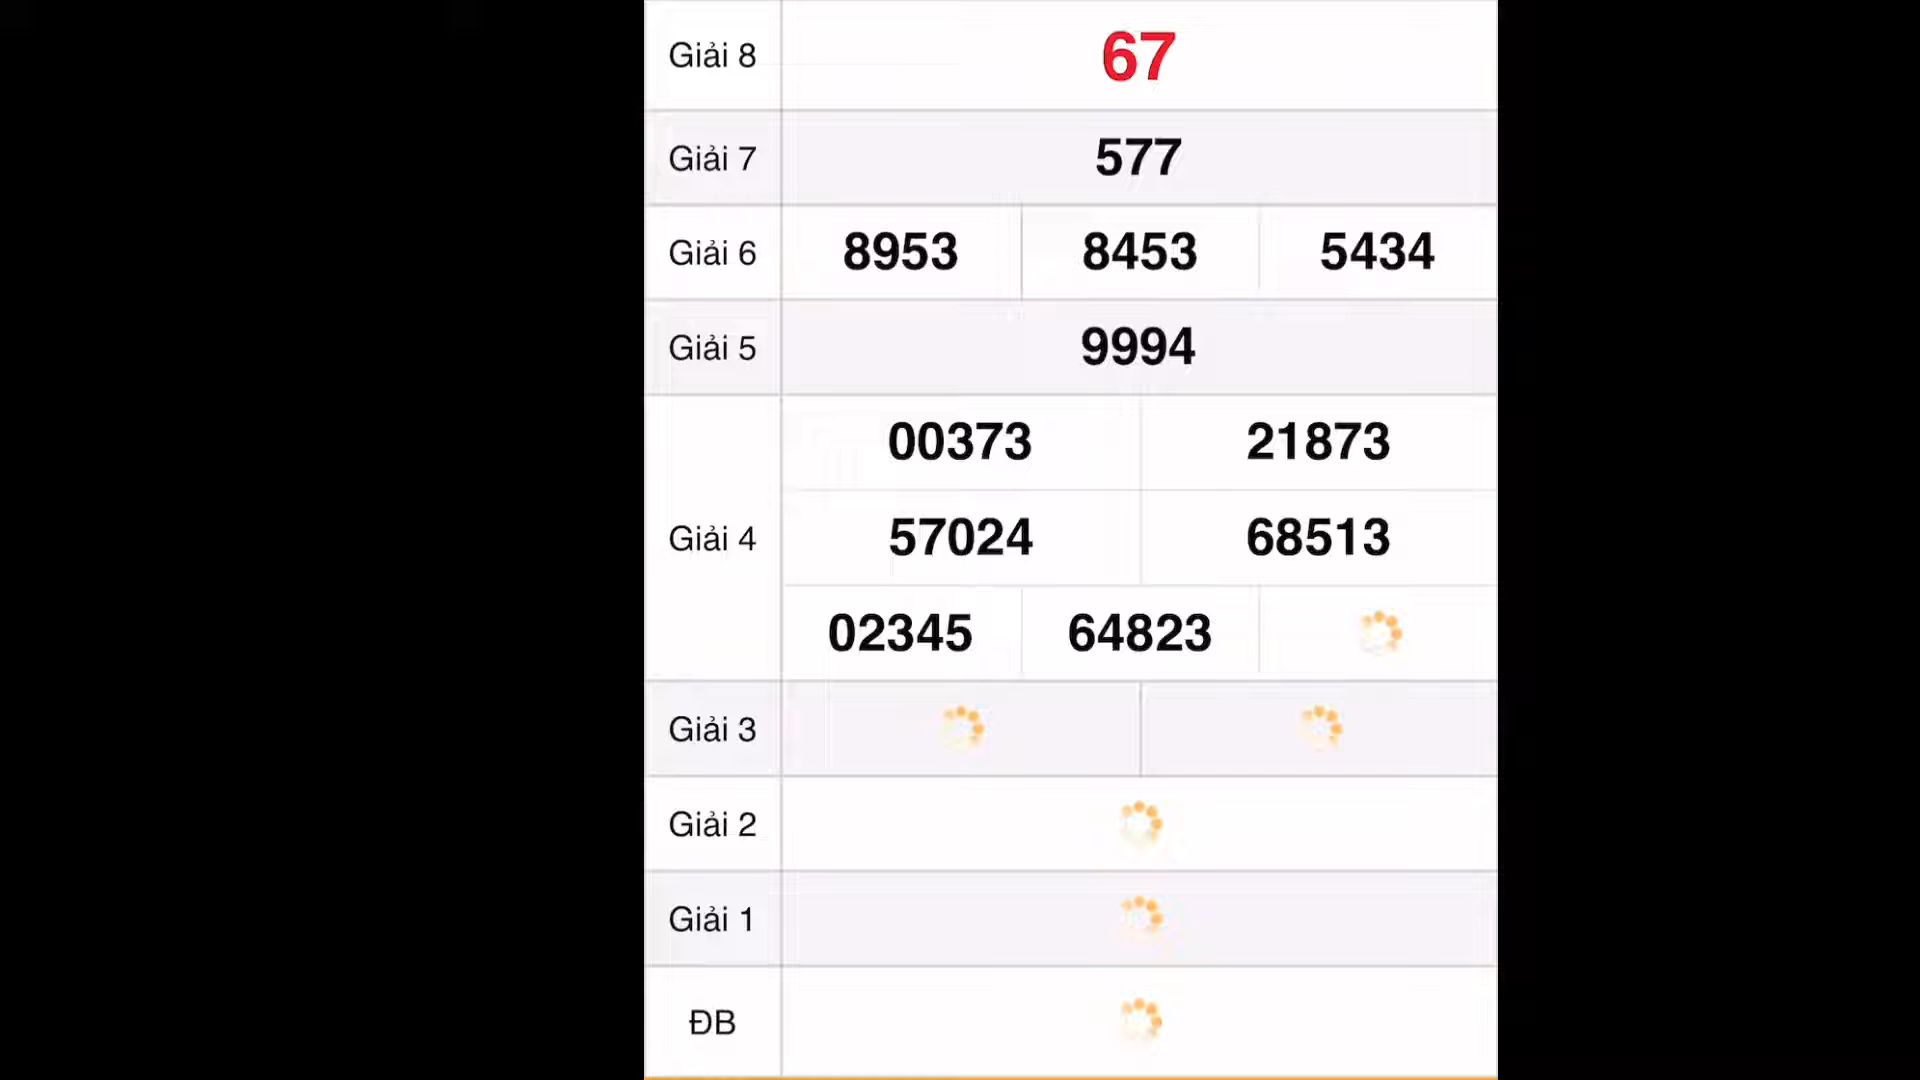 Giải 8 67
Giải 7 577
Giải 6 8953 8453 5434
Giải 5 9994
00373 21873
Giải 4 57024 68513
02345 64823
Giải 3
Giải 2
Giải 1
ĐB